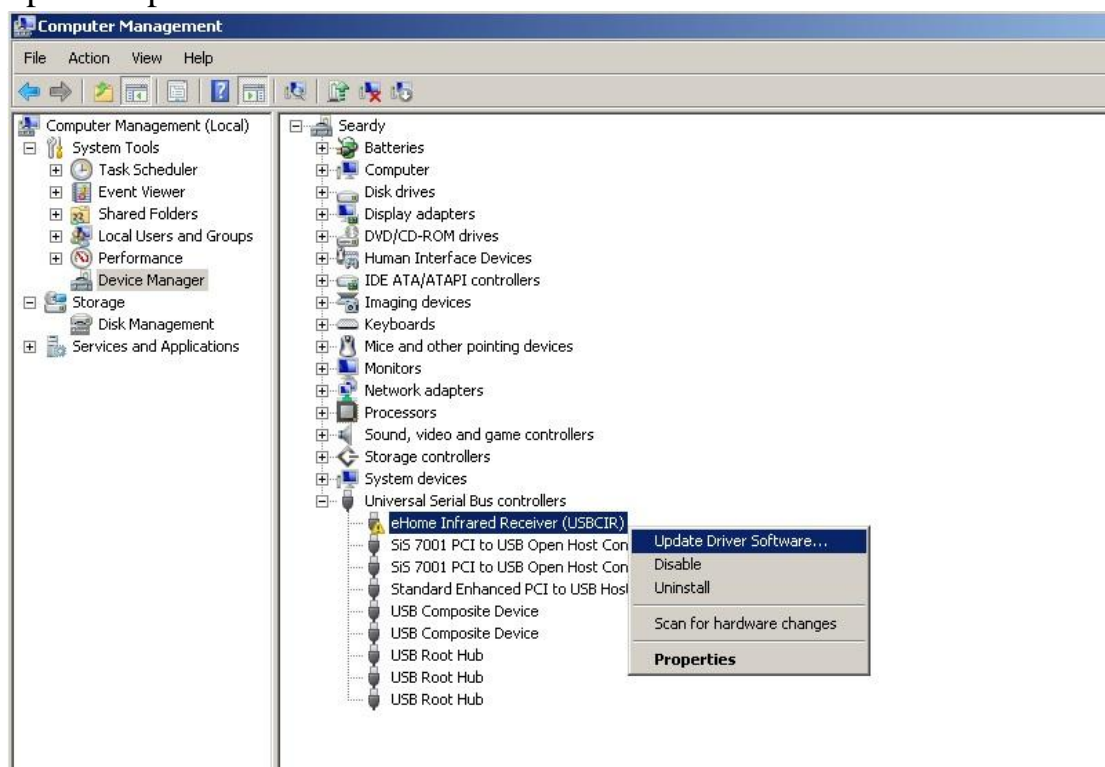 Computer Management
File Action View Help
Computer Management (Local)
System Tools
Task Scheduler
Event Viewer
Shared Folders
Local Users and Groups
Performance
Device Manager
Storage
Disk Management
Services and Applications
Seardy
Batteries
Computer
Disk drives
Display adapters
DVD/CD-ROM drives
Human Interface Devices
IDE ATA/ATAPI controllers
Imaging devices
Keyboards
Mice and other pointing devices
Monitors
Network adapters
Processors
Sound, video and game controllers
Storage controllers
System devices
Universal Serial Bus controllers
eHome Infrared Receiver (USBCIR)
SiS 7001 PCI to USB Open Host Con
SiS 7001 PCI to USB Open Host Con
Standard Enhanced PCI to USB Host
USB Composite Device
USB Composite Device
USB Root Hub
USB Root Hub
USB Root Hub
Update Driver Software...
Disable
Uninstall
Scan for hardware changes
Properties